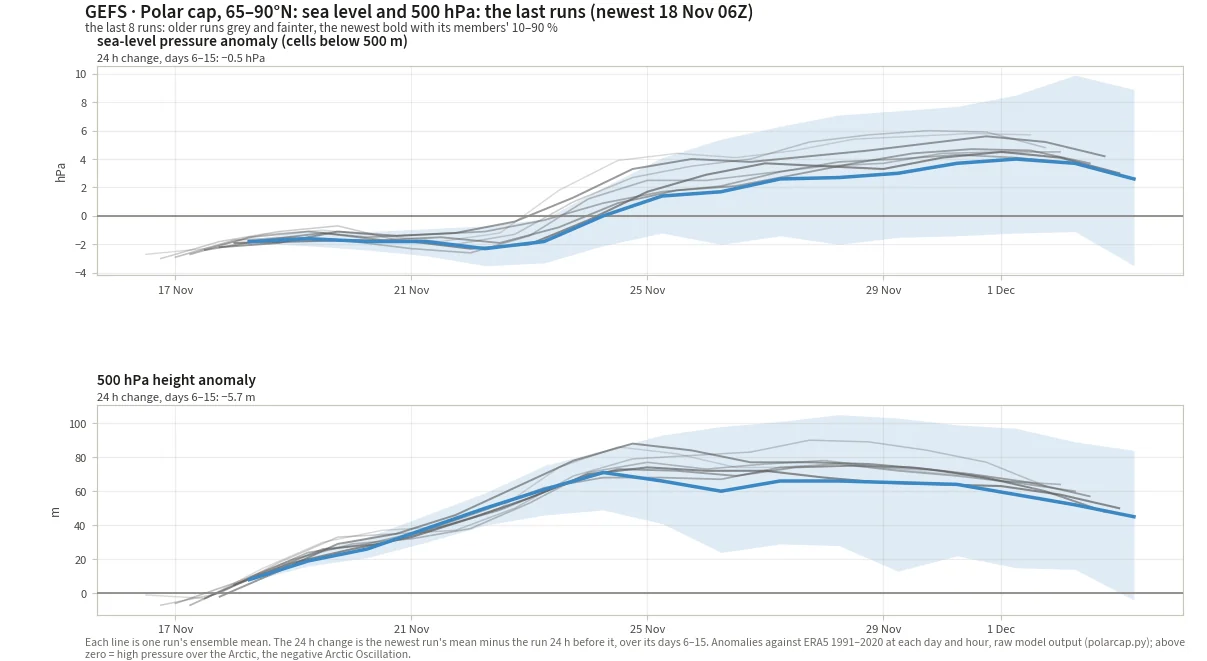 GEFS · Polar cap, 65–90°N: sea level and 500 hPa: the last runs (newest 18 Nov 06Z)
the last 8 runs: older runs grey and fainter, the newest bold with its members' 10–90 %
sea-level pressure anomaly (cells below 500 m)
24 h change, days 6–15: −0.5 hPa
10
8
6
4
2
0
−2
−4
hPa
17 Nov
21 Nov
25 Nov
29 Nov
1 Dec
500 hPa height anomaly
24 h change, days 6–15: −5.7 m
100
80
60
40
20
0
m
17 Nov
21 Nov
25 Nov
29 Nov
1 Dec
Each line is one run's ensemble mean. The 24 h change is the newest run's mean minus the run 24 h before it, over its days 6–15. Anomalies against ERA5 1991–2020 at each day and hour, raw model output (polarcap.py); above
zero = high pressure over the Arctic, the negative Arctic Oscillation.